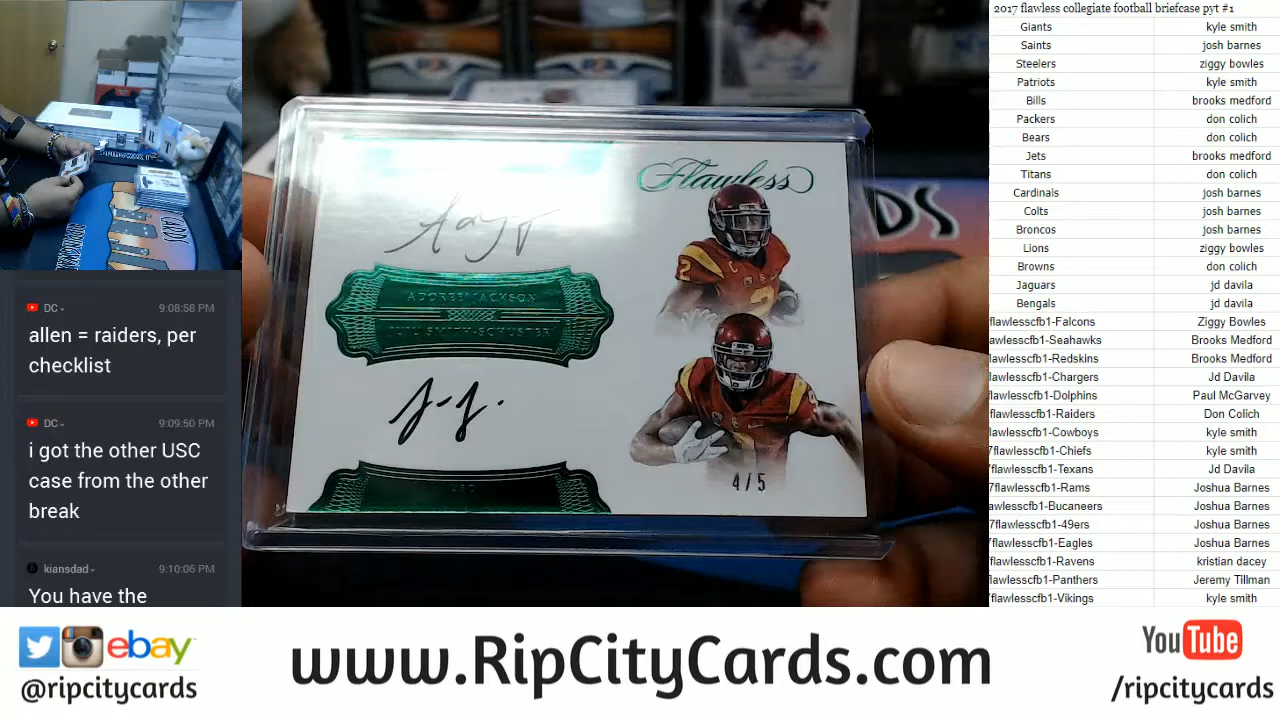 DC
9:08:58 PM
allen = raiders, per
checklist
DC
9:09:50 PM
i got the other USC
case from the other
break
kiansdad
9:10:06 PM
You have the
Flawless
ADOREE' JACKSON
JUJU SMITH-SCHUSTER
USC
4/5
2017 flawless collegiate football briefcase pyt #1
Giants kyle smith
Saints josh barnes
Steelers ziggy bowles
Patriots kyle smith
Bills brooks medford
Packers don colich
Bears don colich
Jets brooks medford
Titans don colich
Cardinals josh barnes
Colts josh barnes
Broncos josh barnes
Lions ziggy bowles
Browns don colich
Jaguars jd davila
Bengals jd davila
flawlesscfb1-Falcons Ziggy Bowles
awlesscfb1-Seahawks Brooks Medford
lawlesscfb1-Redskins Brooks Medford
lawlesscfb1-Chargers Jd Davila
lawlesscfb1-Dolphins Paul McGarvey
flawlesscfb1-Raiders Don Colich
lawlesscfb1-Cowboys kyle smith
7flawlesscfb1-Chiefs kyle smith
7flawlesscfb1-Texans Jd Davila
7flawlesscfb1-Rams Joshua Barnes
awlesscfb1-Bucaneers Joshua Barnes
7flawlesscfb1-49ers Joshua Barnes
flawlesscfb1-Eagles Joshua Barnes
flawlesscfb1-Ravens kristian dacey
flawlesscfb1-Panthers Jeremy Tillman
7flawlesscfb1-Vikings kyle smith
ebay
@ripcitycards
www.RipCityCards.com
YouTube
/ripcitycards